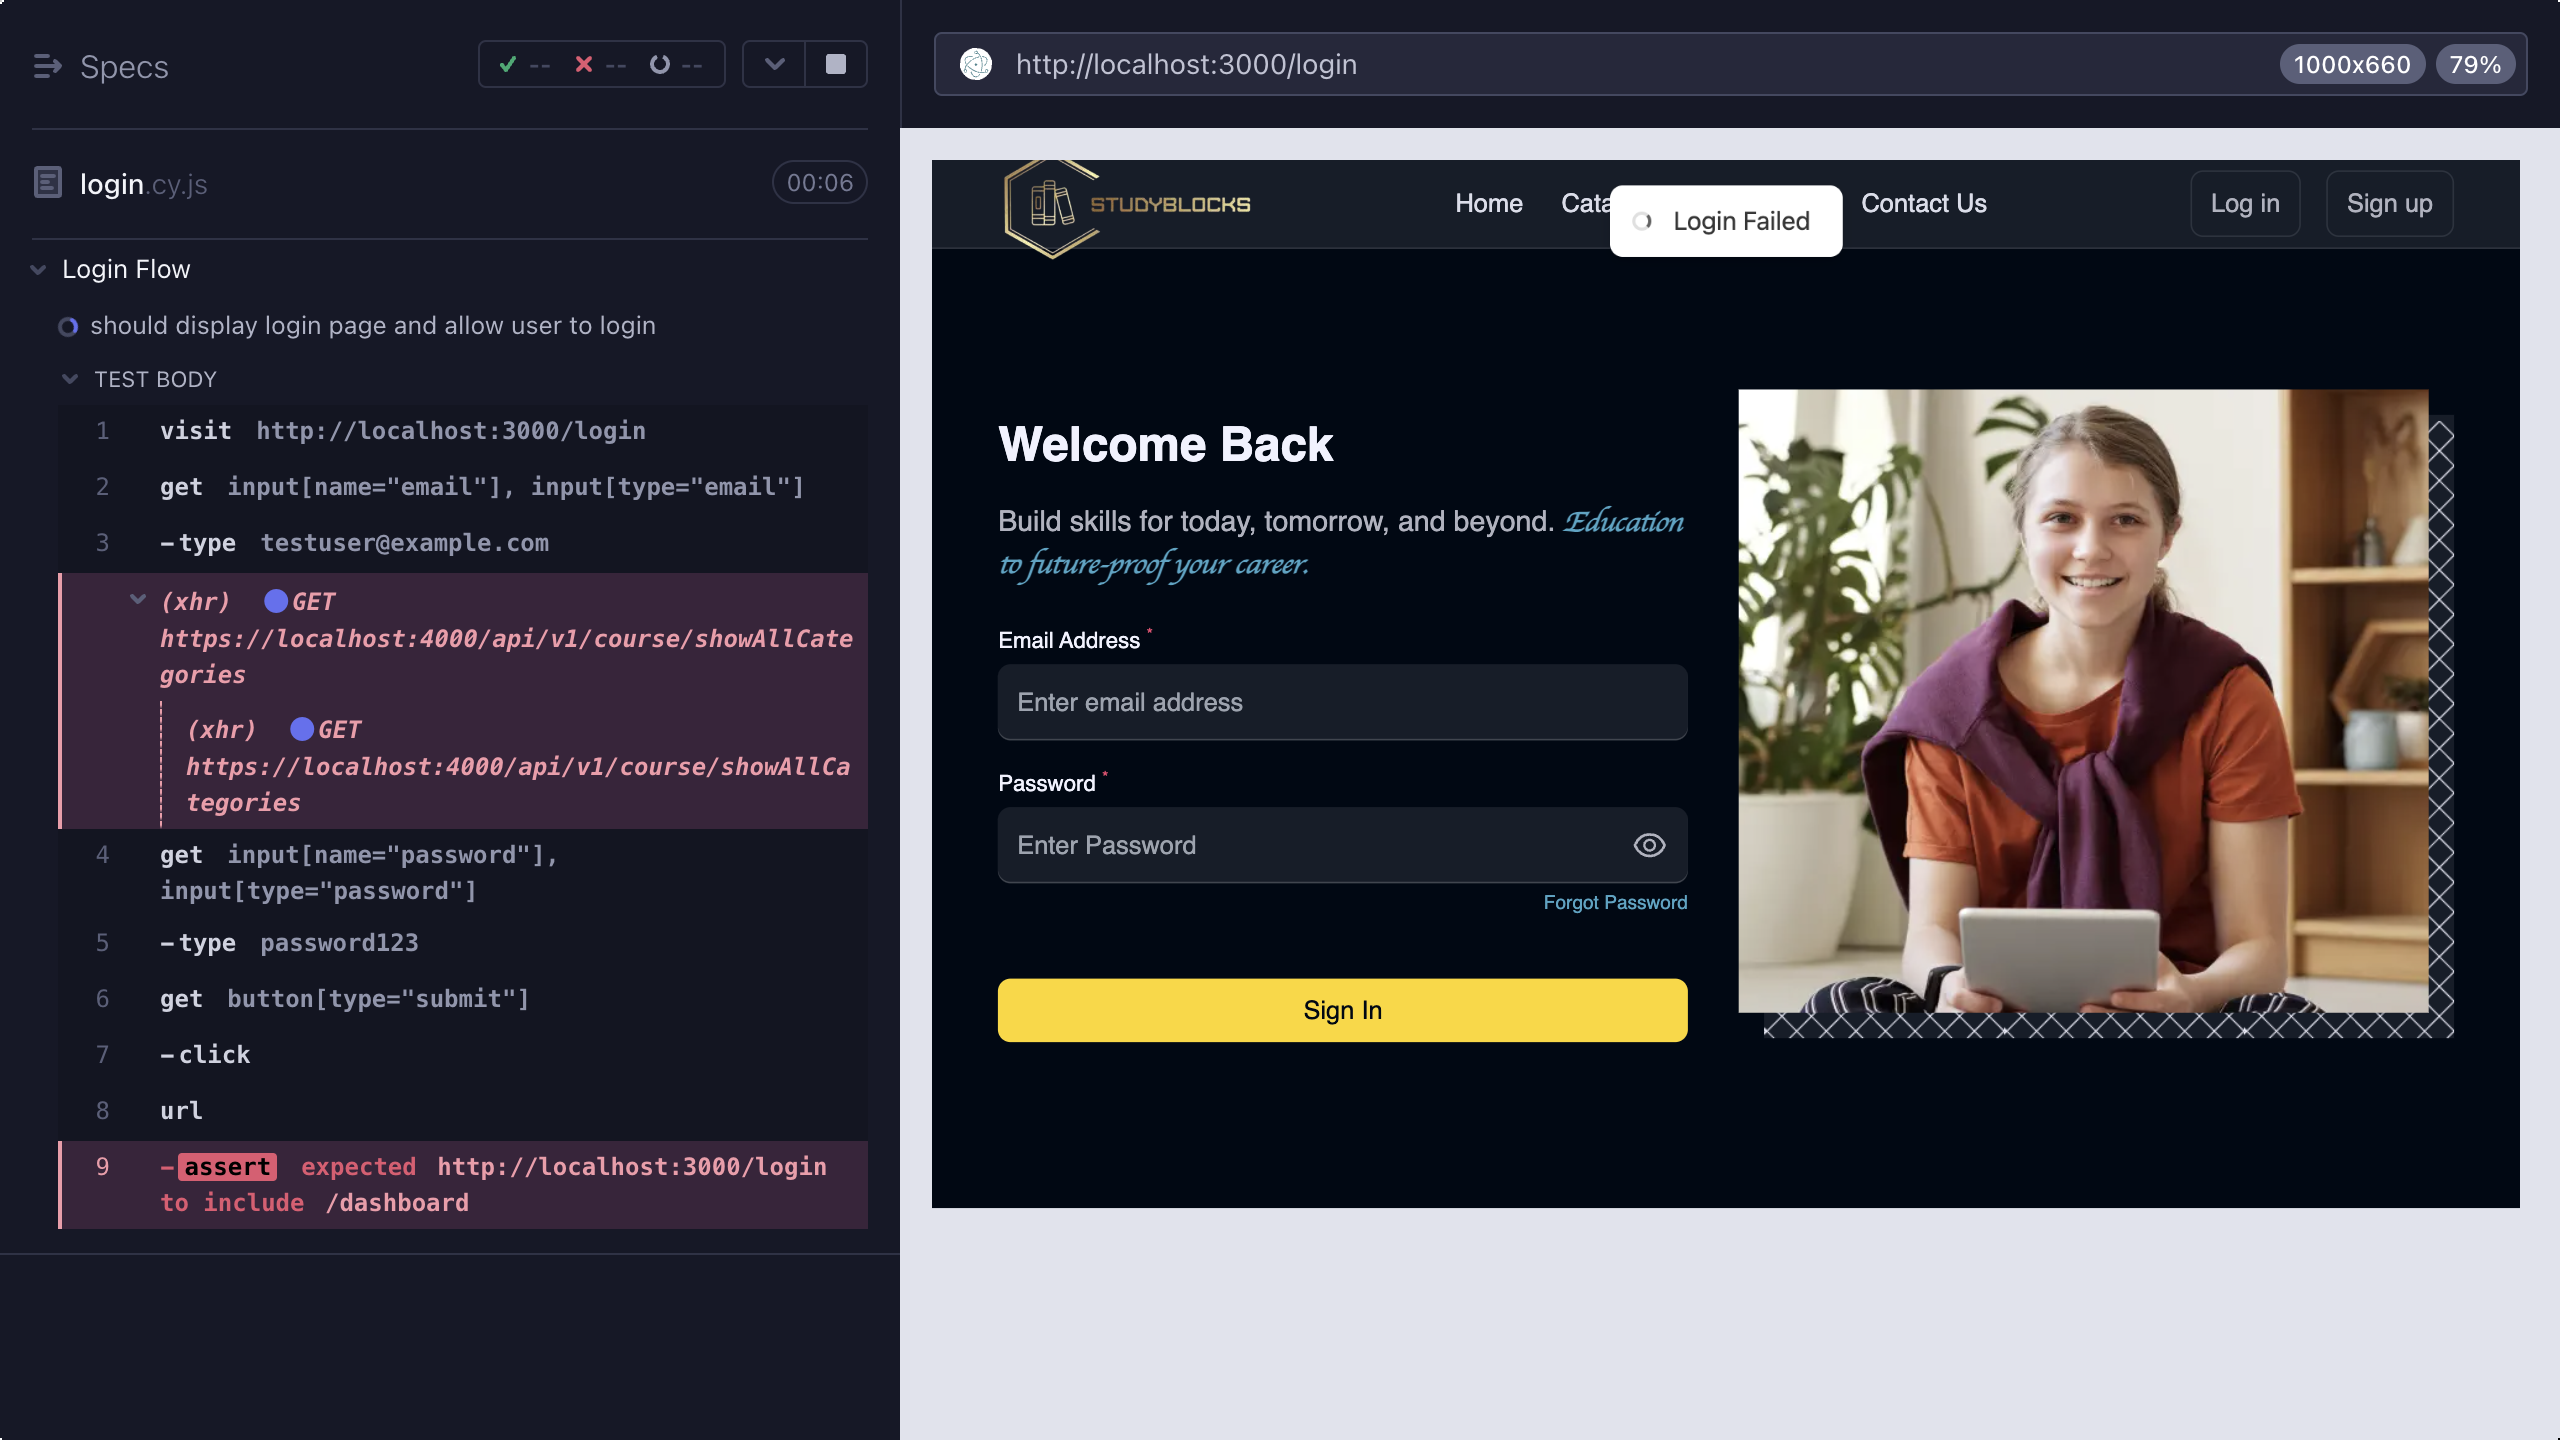 Specs
-- -- --
login.cy.js
00:06
Login Flow
should display login page and allow user to login
TEST BODY
1 visit http://localhost:3000/login
2 get input[name="email"], input[type="email"]
3 -type testuser@example.com
(xhr) GET
https://localhost:4000/api/v1/course/showAllCate
gories
(xhr) GET
https://localhost:4000/api/v1/course/showAllCa
tegories
4 get input[name="password"],
input[type="password"]
5 -type password123
6 get button[type="submit"]
7 -click
8 url
9 -assert expected http://localhost:3000/login
to include /dashboard
http://localhost:3000/login
1000x660 79%
STUDYBLOCKS
Home Cata Login Failed Contact Us Log in Sign up
Welcome Back
Build skills for today, tomorrow, and beyond. Education
to future-proof your career.
Email Address *
Enter email address
Password *
Enter Password
Forgot Password
Sign In